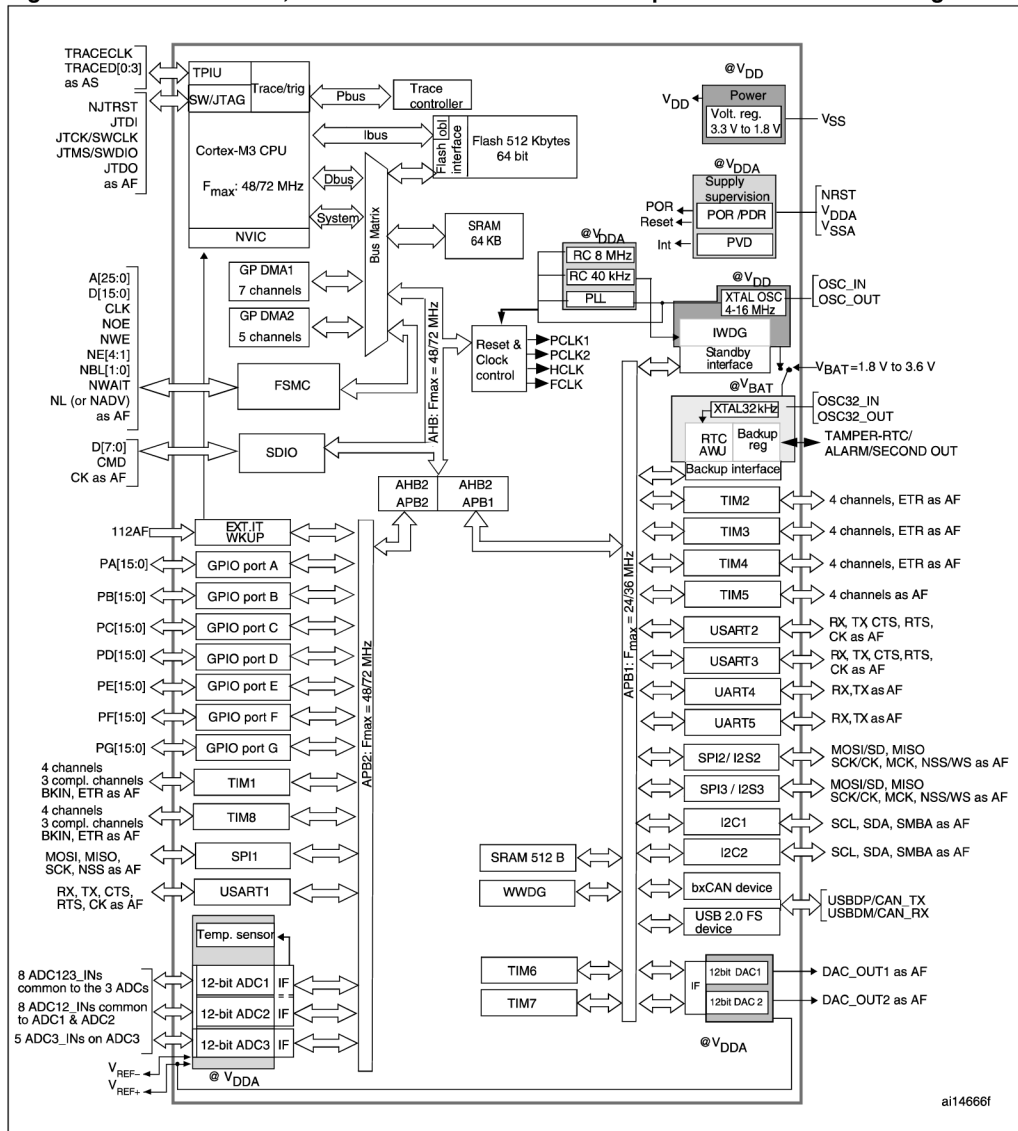 TRACECLK
TRACED[0:3]
as AS
NJTRST
JTDI
JTCK/SWCLK
JTMS/SWDIO
JTDO
as AF
TPIU
SW/JTAG
Trace/trig
Cortex-M3 CPU
Fmax: 48/72 MHz
NVIC
Pbus
Trace
controller
Ibus
Dbus
System
Bus Matrix
Flash obl
interface
Flash 512 Kbytes
64 bit
SRAM
64 KB
GP DMA1
7 channels
GP DMA2
5 channels
@VDD
Power
Volt. reg.
3.3 V to 1.8 V
VDD
VSS
@VDDA
Supply
supervision
POR /PDR
PVD
POR
Reset
Int
NRST
VDDA
VSSA
@VDDA
RC 8 MHz
RC 40 kHz
PLL
@VDD
XTAL OSC
4-16 MHz
OSC_IN
OSC_OUT
IWDG
Standby
interface
VBAT=1.8 V to 3.6 V
Reset &
Clock
control
PCLK1
PCLK2
HCLK
FCLK
@VBAT
XTAL32kHz
OSC32_IN
OSC32_OUT
RTC
AWU
Backup
reg
Backup interface
TAMPER-RTC/
ALARM/SECOND OUT
A[25:0]
D[15:0]
CLK
NOE
NWE
NE[4:1]
NBL[1:0]
NWAIT
NL (or NADV)
as AF
FSMC
D[7:0]
CMD
CK as AF
SDIO
AHB: Fmax = 48/72 MHz
AHB2
APB2
AHB2
APB1
112AF
EXT.IT
WKUP
PA[15:0]
GPIO port A
PB[15:0]
GPIO port B
PC[15:0]
GPIO port C
PD[15:0]
GPIO port D
PE[15:0]
GPIO port E
PF[15:0]
GPIO port F
PG[15:0]
GPIO port G
4 channels
3 compl. channels
BKIN, ETR as AF
TIM1
4 channels
3 compl. channels
BKIN, ETR as AF
TIM8
MOSI, MISO,
SCK, NSS as AF
SPI1
RX, TX, CTS,
RTS, CK as AF
USART1
APB2: Fmax = 48/72 MHz
Temp. sensor
8 ADC123_INs
common to the 3 ADCs
12-bit ADC1 IF
8 ADC12_INs common
to ADC1 & ADC2
12-bit ADC2 IF
5 ADC3_INs on ADC3
12-bit ADC3 IF
VREF–
VREF+
@ VDDA
APB1: Fmax = 24/36 MHz
TIM2
4 channels, ETR as AF
TIM3
4 channels, ETR as AF
TIM4
4 channels, ETR as AF
TIM5
4 channels as AF
USART2
RX, TX, CTS, RTS,
CK as AF
USART3
RX, TX, CTS, RTS,
CK as AF
UART4
RX,TX as AF
UART5
RX,TX as AF
SPI2/ I2S2
MOSI/SD, MISO
SCK/CK, MCK, NSS/WS as AF
SPI3 / I2S3
MOSI/SD, MISO
SCK/CK, MCK, NSS/WS as AF
I2C1
SCL, SDA, SMBA as AF
I2C2
SCL, SDA, SMBA as AF
SRAM 512 B
WWDG
bxCAN device
USB 2.0 FS
device
USBDP/CAN_TX
USBDM/CAN_RX
TIM6
TIM7
IF
12bit DAC1
12bit DAC 2
DAC_OUT1 as AF
DAC_OUT2 as AF
@VDDA
ai14666f